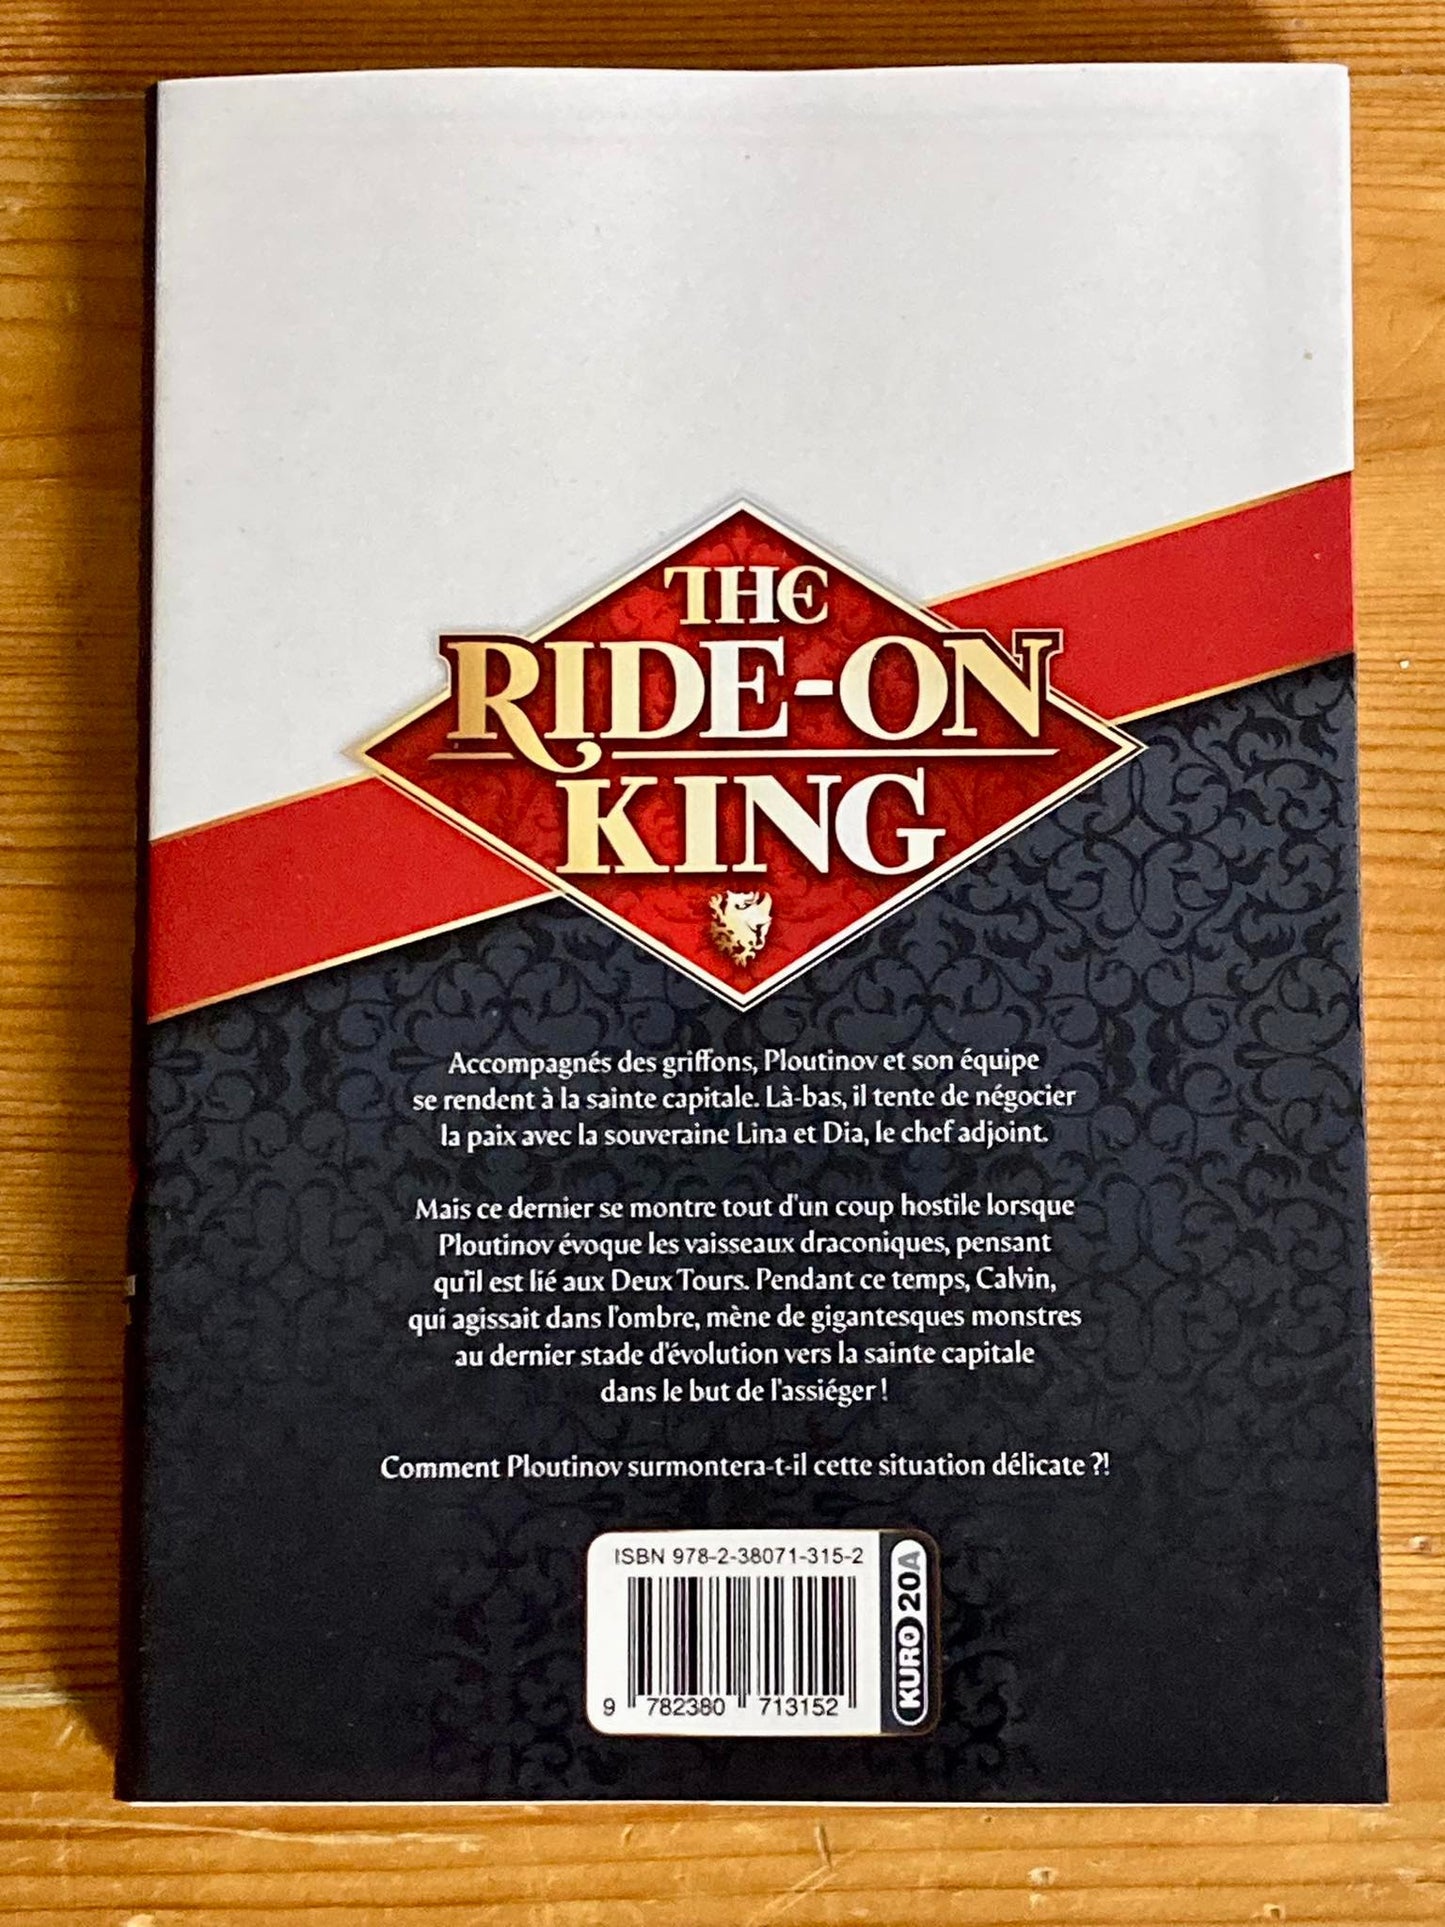 THE
RIDE-ON
KING
Accompagnés des griffons, Ploutinov et son équipe
se rendent à la sainte capitale. Là-bas, il tente de négocier
la paix avec la souveraine Lina et Dia, le chef adjoint.
Mais ce dernier se montre tout d'un coup hostile lorsque
Ploutinov évoque les vaisseaux draconiques, pensant
qu'il est lié aux Deux Tours. Pendant ce temps, Calvin,
qui agissait dans l'ombre, mène de gigantesques monstres
au dernier stade d'évolution vers la sainte capitale
dans le but de l'assiéger !
Comment Ploutinov surmontera-t-il cette situation délicate ?!
ISBN 978-2-38071-315-2
9 782380 713152
KURO 20A